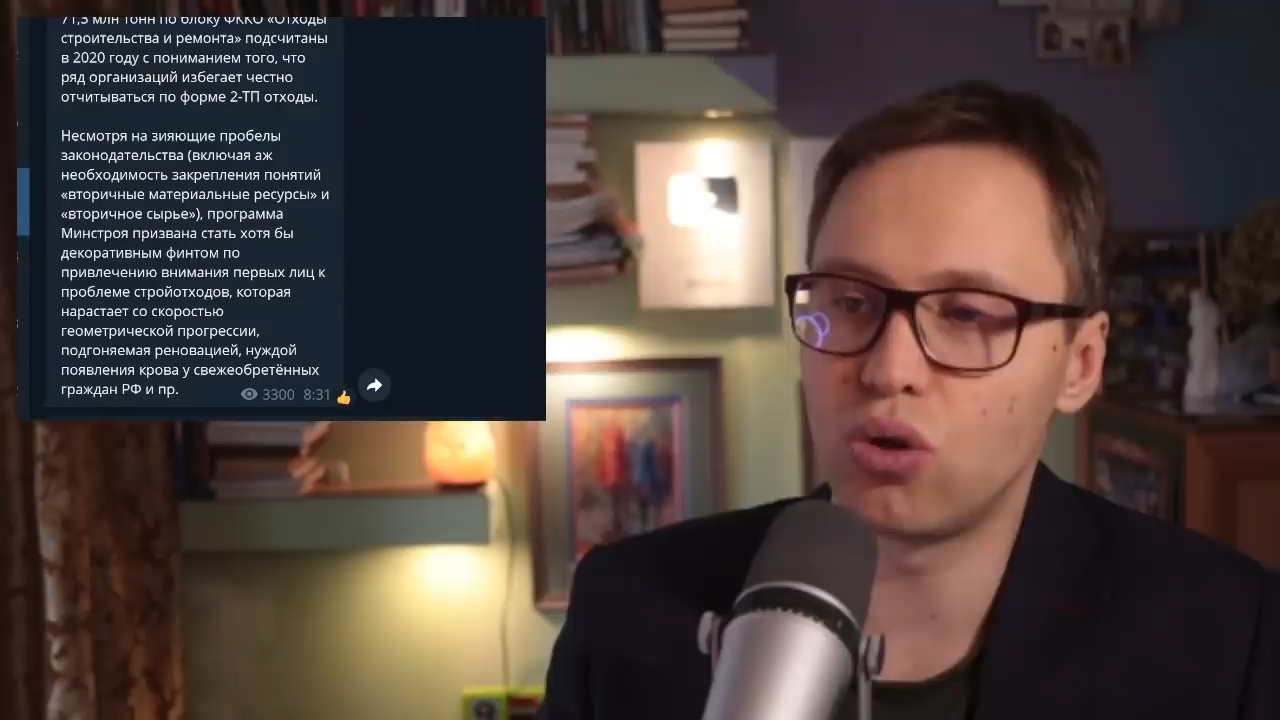 71,3 млн тонн по блоку ФККО «Отходы
строительства и ремонта» подсчитаны
в 2020 году с пониманием того, что
ряд организаций избегает честно
отчитываться по форме 2-ТП отходы.
Несмотря на зияющие пробелы
законодательства (включая аж
необходимость закрепления понятий
«вторичные материальные ресурсы» и
«вторичное сырье»), программа
Минстроя призвана стать хотя бы
декоративным финтом по
привлечению внимания первых лиц к
проблеме стройотходов, которая
нарастает со скоростью
геометрической прогрессии,
подгоняемая реновацией, нуждой
появления крова у свежеобретённых
граждан РФ и пр.
3300 8:31